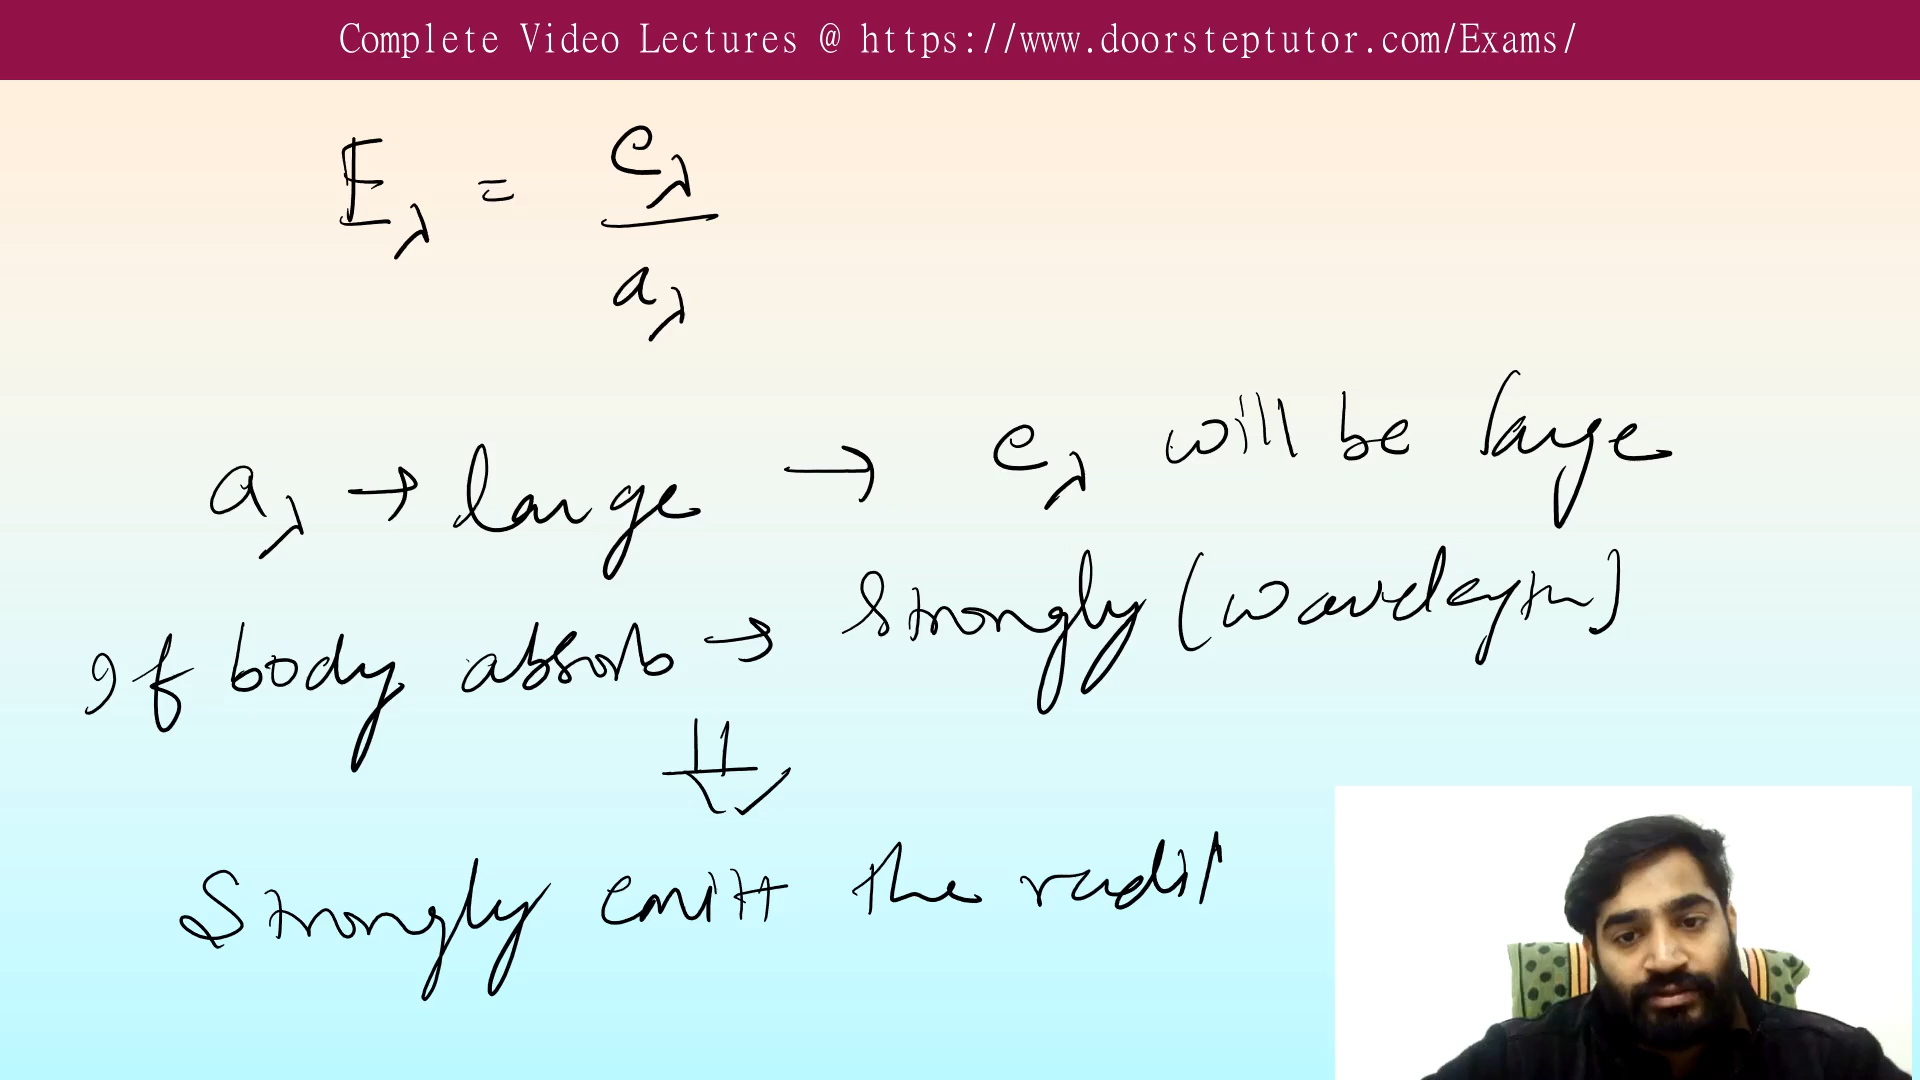 Complete Video Lectures @ https://www.doorsteptutor.com/Exams/
Eλ = eλ / aλ
aλ → large → eλ will be large
If body absorb → strongly (wavelength)
Strongly emitt the